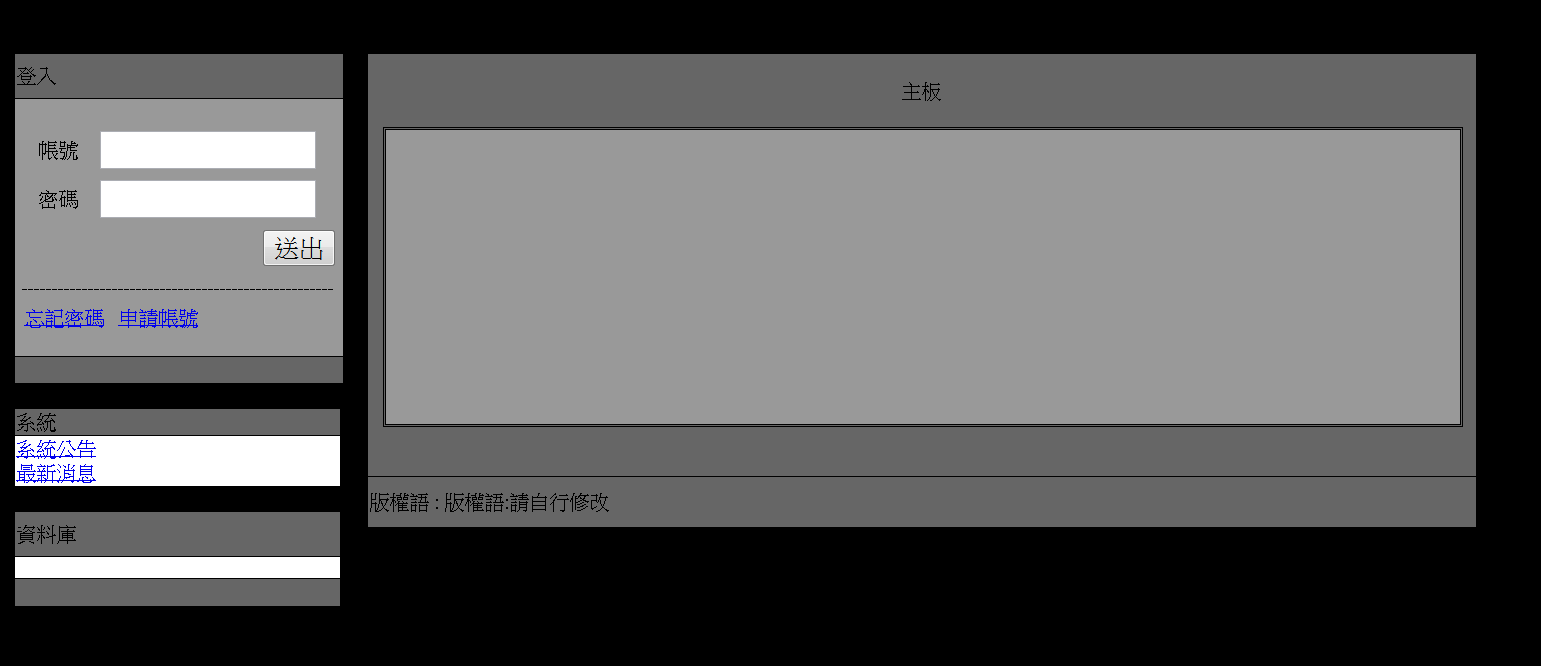 登入
帳號
密碼
送出
忘記密碼 申請帳號
系統
系統公告
最新消息
資料庫
主板
版權語 : 版權語:請自行修改